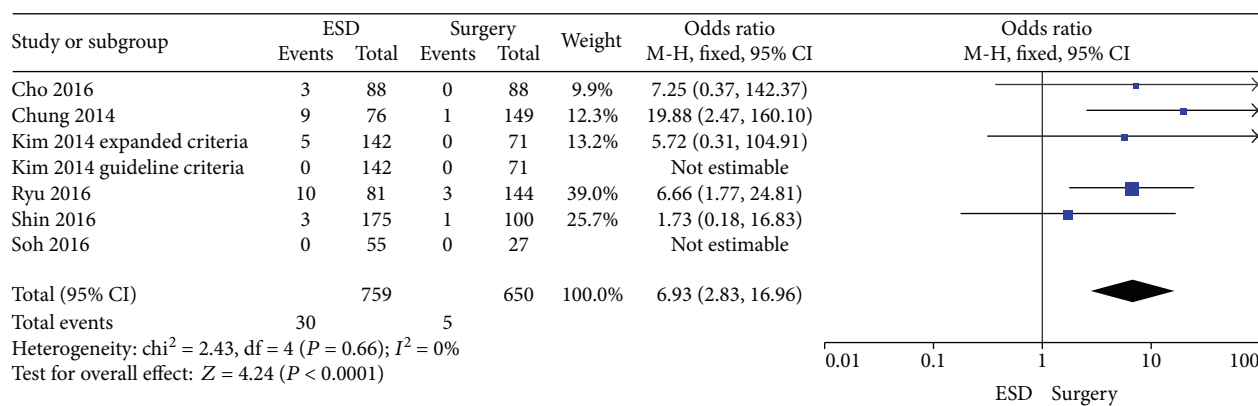 Study or subgroup ESD Surgery Weight Odds ratio Odds ratio
Events Total Events Total M-H, fixed, 95% CI M-H, fixed, 95% CI
Cho 2016 3 88 0 88 9.9% 7.25 (0.37, 142.37)
Chung 2014 9 76 1 149 12.3% 19.88 (2.47, 160.10)
Kim 2014 expanded criteria 5 142 0 71 13.2% 5.72 (0.31, 104.91)
Kim 2014 guideline criteria 0 142 0 71 Not estimable
Ryu 2016 10 81 3 144 39.0% 6.66 (1.77, 24.81)
Shin 2016 3 175 1 100 25.7% 1.73 (0.18, 16.83)
Soh 2016 0 55 0 27 Not estimable
Total (95% CI) 759 650 100.0% 6.93 (2.83, 16.96)
Total events 30 5
Heterogeneity: chi² = 2.43, df = 4 (P = 0.66); I² = 0%
Test for overall effect: Z = 4.24 (P < 0.0001)
0.01 0.1 1 10 100
ESD Surgery